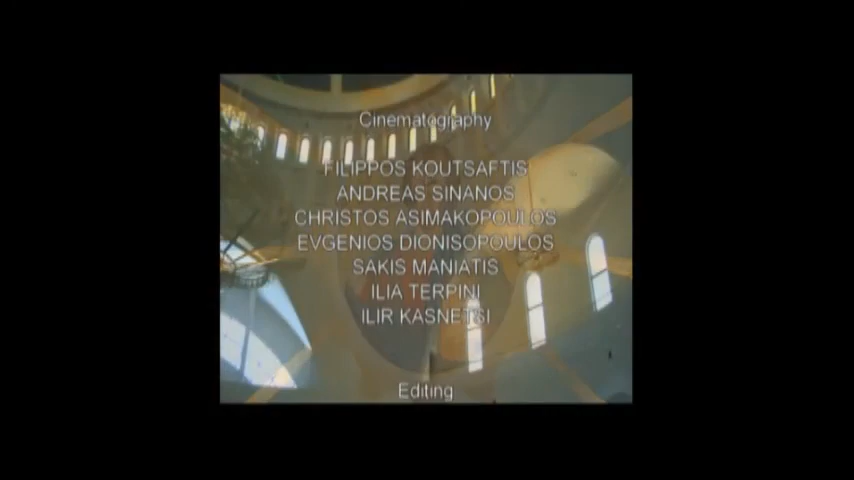 Cinematography
FILIPPOS KOUTSAFTIS
ANDREAS SINANOS
CHRISTOS ASIMAKOPOULOS
EVGENIOS DIONISOPOULOS
SAKIS MANIATIS
ILIA TERPINI
ILIR KASNETSI
Editing